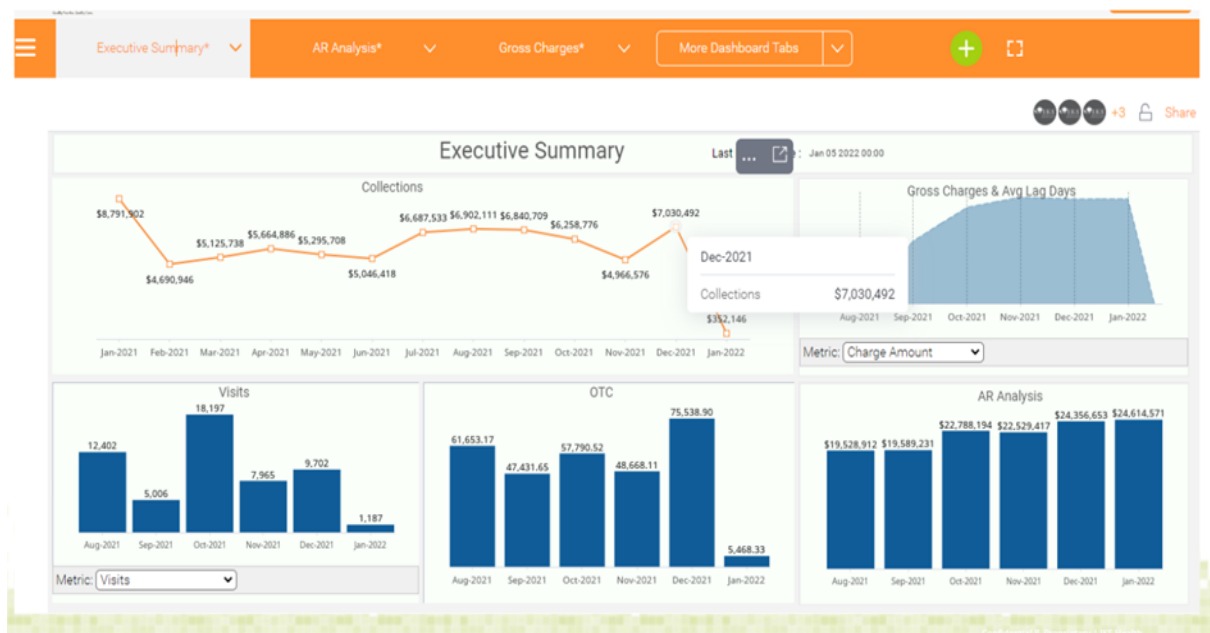 Executive Summary*
AR Analysis*
Gross Charges*
More Dashboard Tabs
+3
Share
Executive Summary
Last
...
: Jan 05 2022 00:00
Collections
$8,791,902
$4,690,946
$5,125,738
$5,664,886
$5,295,708
$5,046,418
$6,687,533
$6,902,111
$6,840,709
$6,258,776
$4,966,576
$7,030,492
$352,146
Jan-2021 Feb-2021 Mar-2021 Apr-2021 May-2021 Jun-2021 Jul-2021 Aug-2021 Sep-2021 Oct-2021 Nov-2021 Dec-2021 Jan-2022
Dec-2021
Collections $7,030,492
Gross Charges & Avg Lag Days
Aug-2021 Sep-2021 Oct-2021 Nov-2021 Dec-2021 Jan-2022
Metric: Charge Amount
Visits
12,402
5,006
18,197
7,965
9,702
1,187
Aug-2021 Sep-2021 Oct-2021 Nov-2021 Dec-2021 Jan-2022
Metric: Visits
OTC
61,653.17
47,431.65
57,790.52
48,668.11
75,538.90
5,468.33
Aug-2021 Sep-2021 Oct-2021 Nov-2021 Dec-2021 Jan-2022
AR Analysis
$19,528,912
$19,589,231
$22,788,194
$22,529,417
$24,356,653
$24,614,571
Aug-2021 Sep-2021 Oct-2021 Nov-2021 Dec-2021 Jan-2022